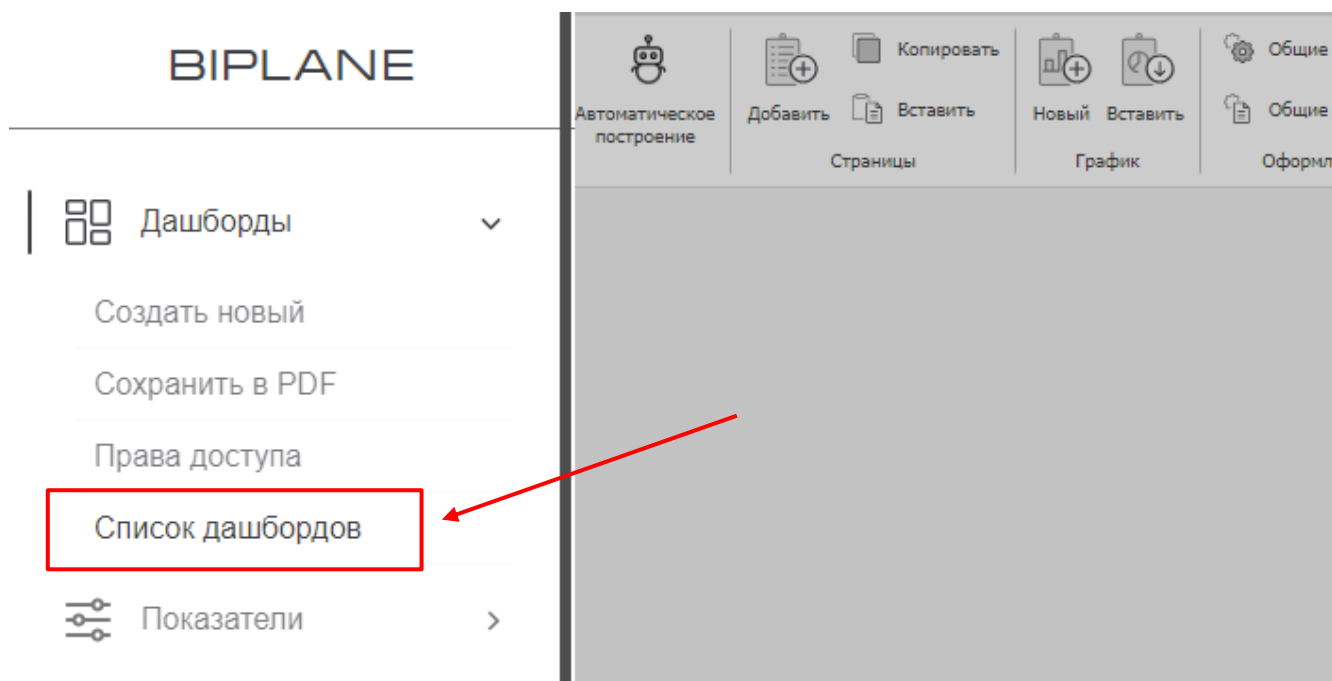 BIPLANE
Дашборды
Создать новый
Сохранить в PDF
Права доступа
Список дашбордов
Показатели
Автоматическое
построение
Добавить
Копировать
Вставить
Страницы
Новый
Вставить
График
Общие
Общие
Оформл